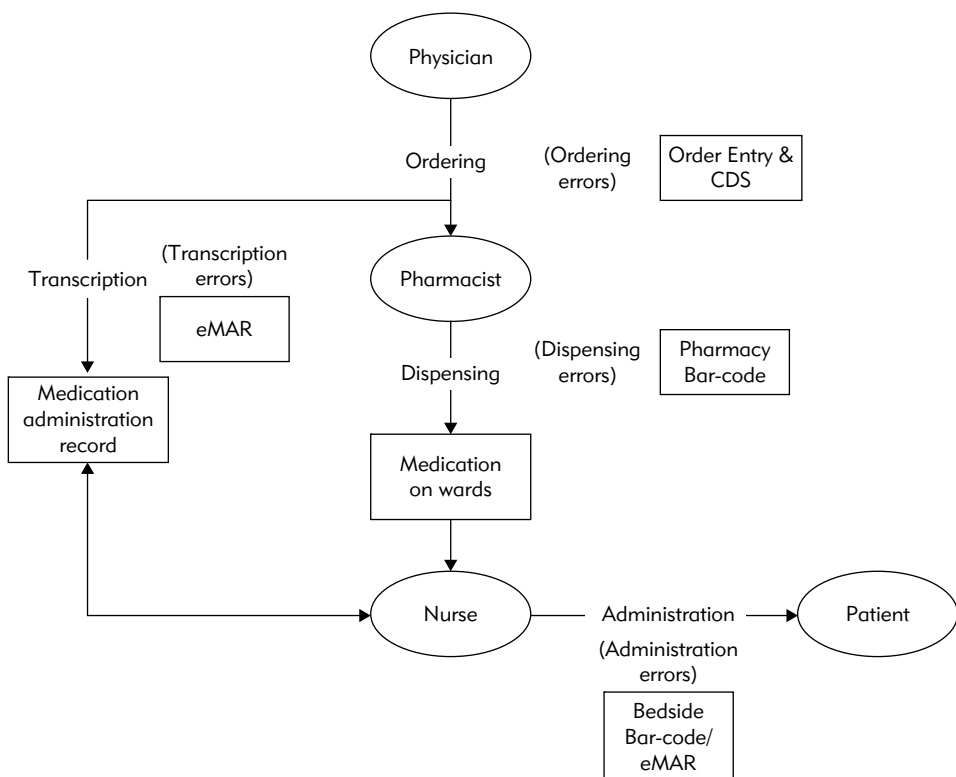 Physician
Ordering
(Ordering
errors)
Order Entry &
CDS
Transcription
(Transcription
errors)
eMAR
Pharmacist
Dispensing
(Dispensing
errors)
Pharmacy
Bar-code
Medication
administration
record
Medication
on wards
Nurse
Administration
(Administration
errors)
Bedside
Bar-code/
eMAR
Patient